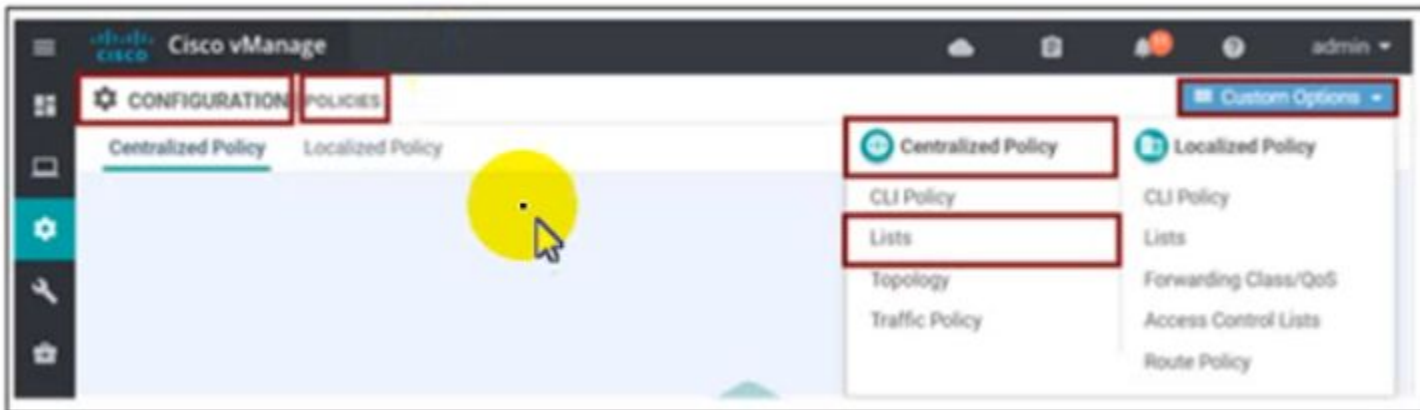 CISCO Cisco vManage admin
CONFIGURATION POLICIES Custom Options
Centralized Policy Localized Policy
Centralized Policy
CLI Policy
Lists
Topology
Traffic Policy
Localized Policy
CLI Policy
Lists
Forwarding Class/QoS
Access Control Lists
Route Policy